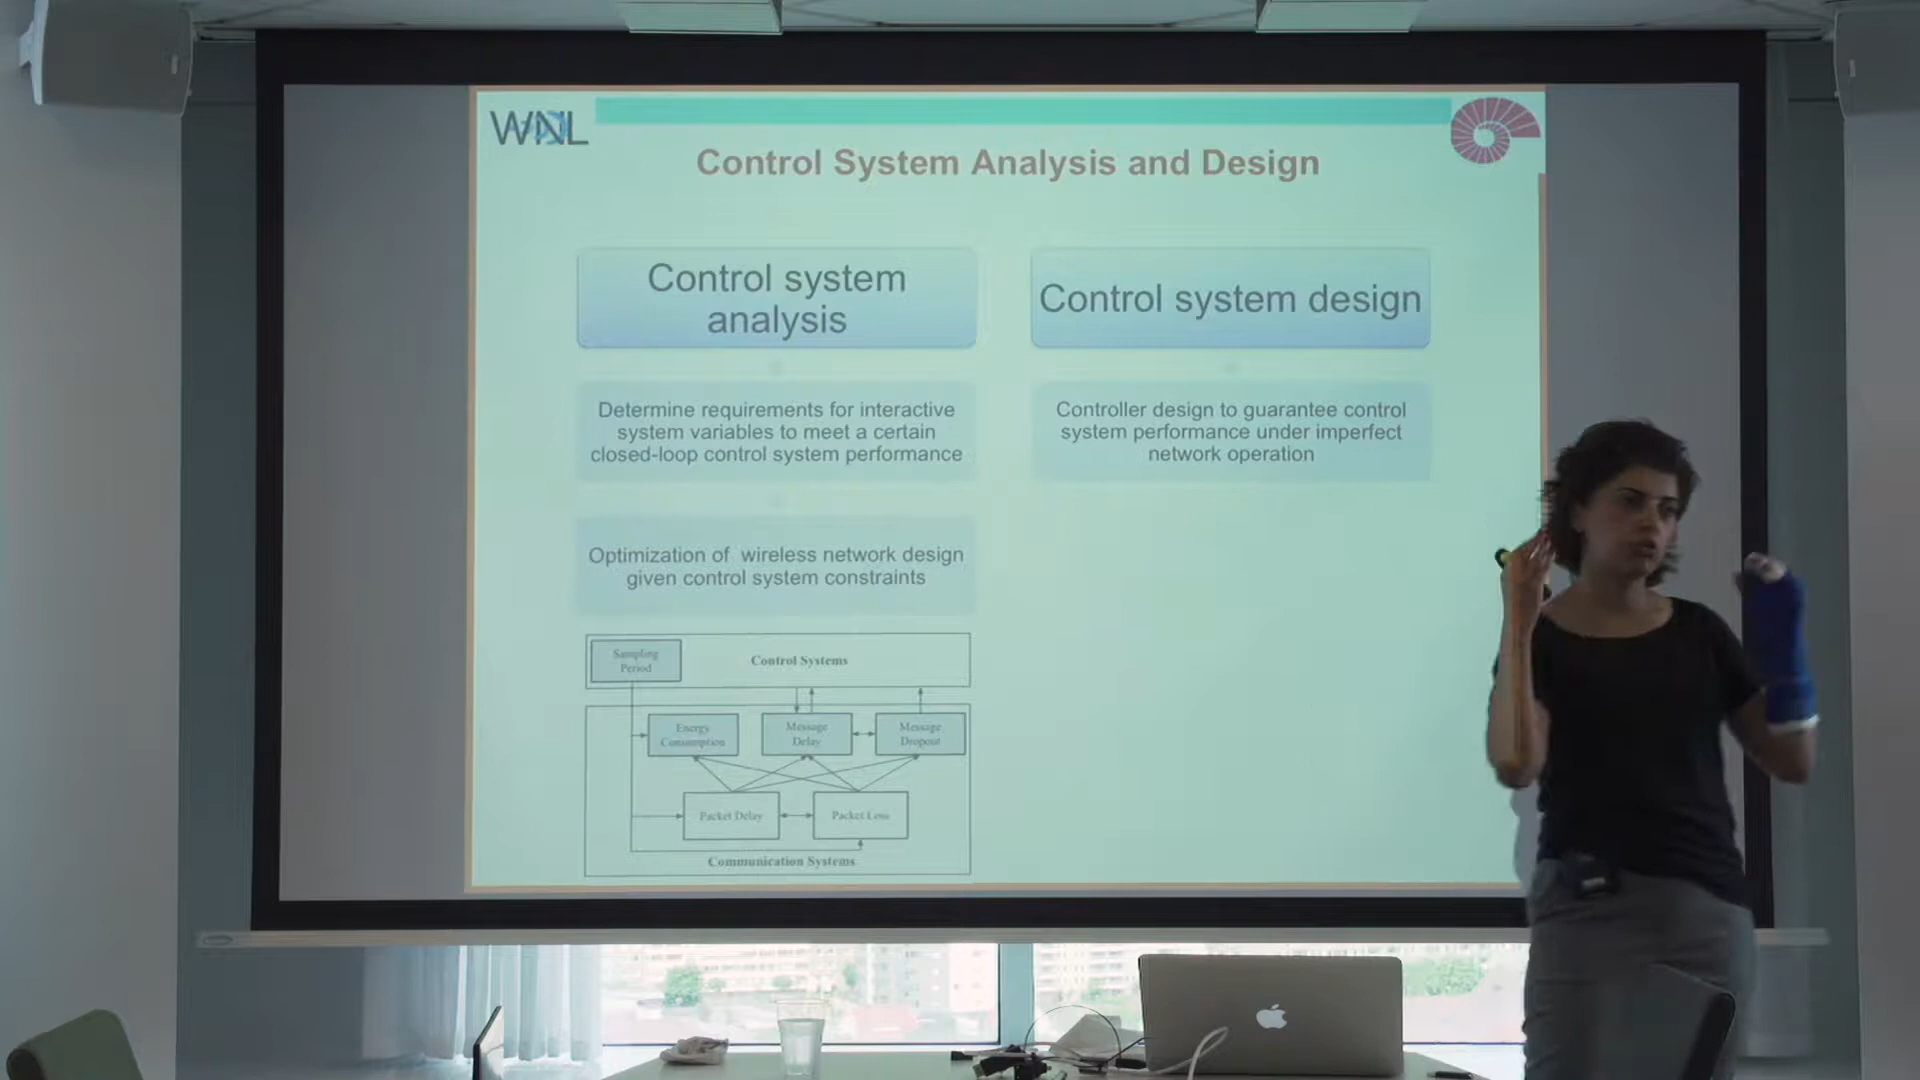 WNL
Control System Analysis and Design
Control system
analysis
Determine requirements for interactive
system variables to meet a certain
closed-loop control system performance
Optimization of wireless network design
given control system constraints
Control system design
Controller design to guarantee control
system performance under imperfect
network operation
Sampling
Period
Control Systems
Energy
Consumption
Message
Delay
Message
Dropout
Packet Delay
Packet Loss
Communication Systems